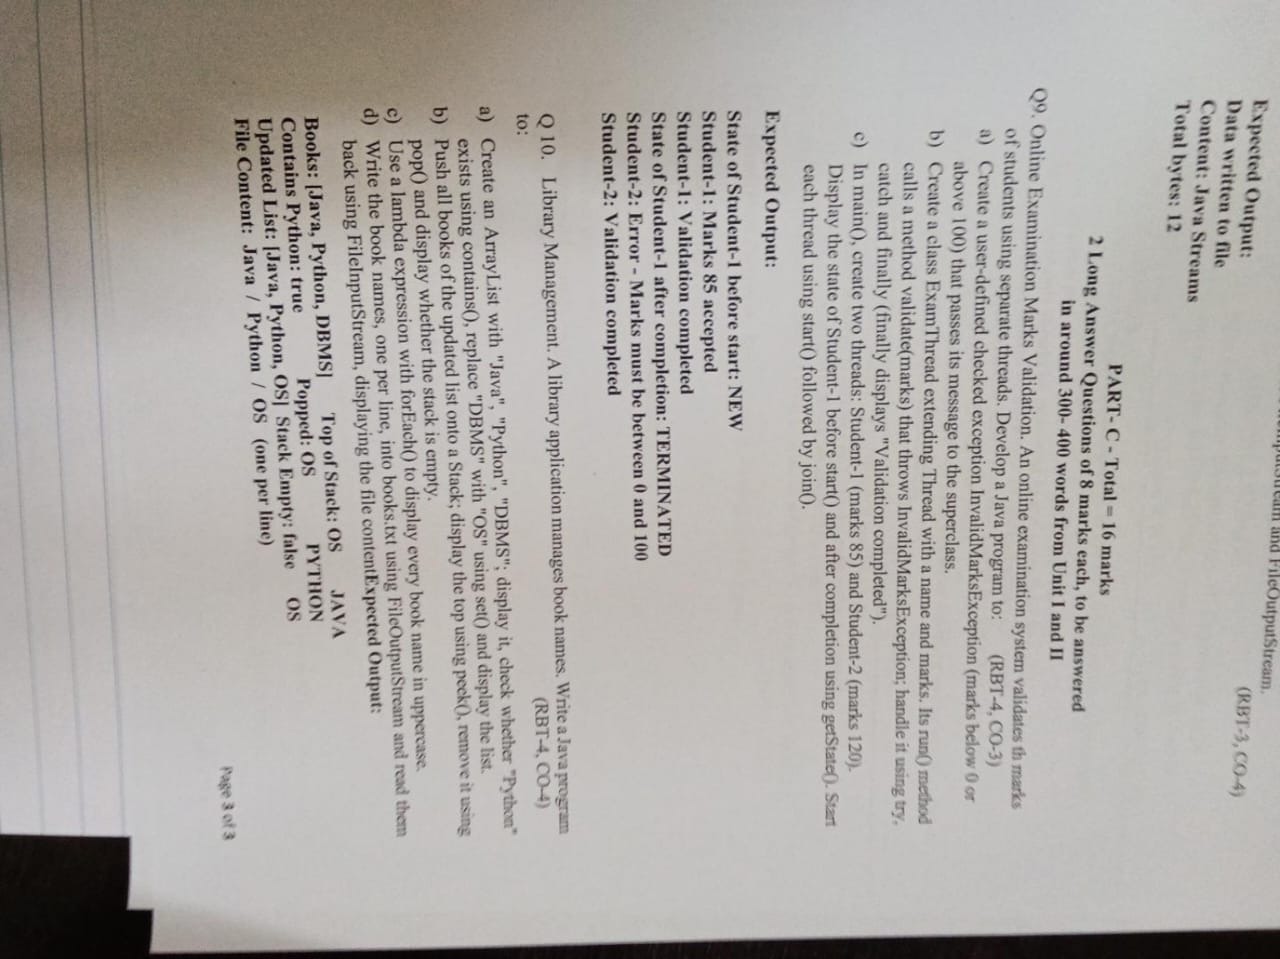 and FileOutputStream.
(RBT-3, CO-4)
Expected Output:
Data written to file
Content: Java Streams
Total bytes: 12
PART- C - Total = 16 marks
2 Long Answer Questions of 8 marks each, to be answered
in around 300- 400 words from Unit I and II
Q9. Online Examination Marks Validation. An online examination system validates th marks
of students using separate threads. Develop a Java program to: (RBT-4, CO-3)
a) Create a user-defined checked exception InvalidMarksException (marks below 0 or
above 100) that passes its message to the superclass.
b) Create a class ExamThread extending Thread with a name and marks. Its run() method
calls a method validate(marks) that throws InvalidMarksException; handle it using try,
catch and finally (finally displays "Validation completed").
c) In main(), create two threads: Student-1 (marks 85) and Student-2 (marks 120).
Display the state of Student-1 before start() and after completion using getState(). Start
each thread using start() followed by join().
Expected Output:
State of Student-1 before start: NEW
Student-1: Marks 85 accepted
Student-1: Validation completed
State of Student-1 after completion: TERMINATED
Student-2: Error - Marks must be between 0 and 100
Student-2: Validation completed
Q 10. Library Management. A library application manages book names. Write a Java program
to: (RBT-4, CO-4)
a) Create an ArrayList with "Java", "Python", "DBMS"; display it, check whether "Python"
exists using contains(), replace "DBMS" with "OS" using set() and display the list.
b) Push all books of the updated list onto a Stack; display the top using peek(), remove it using
pop() and display whether the stack is empty.
c) Use a lambda expression with forEach() to display every book name in uppercase.
d) Write the book names, one per line, into books.txt using FileOutputStream and read them
back using FileInputStream, displaying the file contentExpected Output:
Books: [Java, Python, DBMS] Top of Stack: OS JAVA
Contains Python: true Popped: OS PYTHON
Updated List: [Java, Python, OS] Stack Empty: false OS
File Content: Java / Python / OS (one per line)
Page 3 of 3